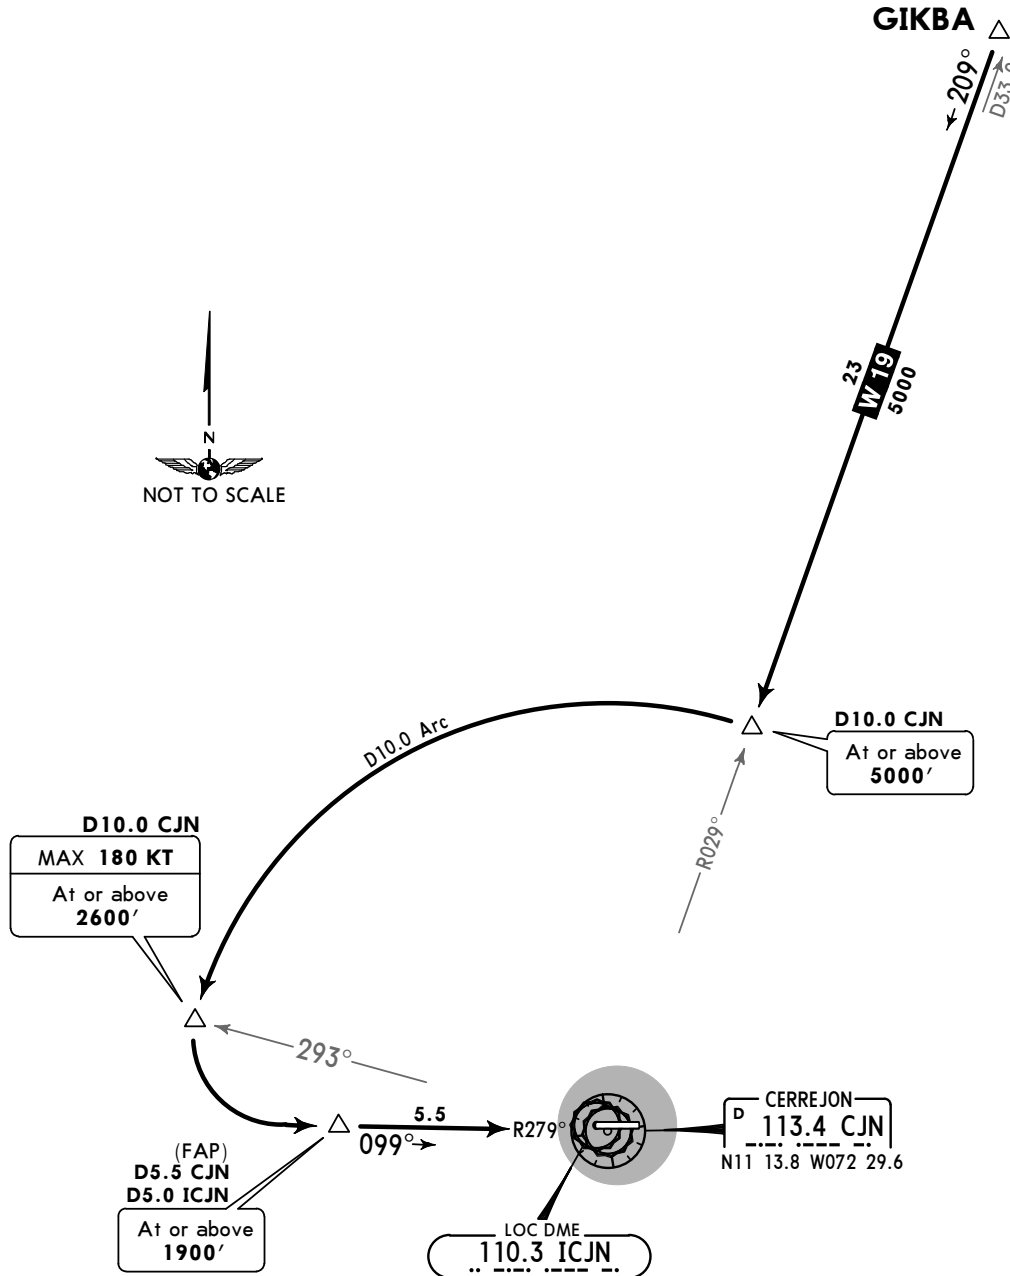 GIKBA
209°
23
W 19
5000
N
NOT TO SCALE
D10.0 Arc
D10.0 CJN
At or above
5000′
R029°
D10.0 CJN
MAX 180 KT
At or above
2600′
293°
5.5
099°
R279°
(FAP)
D5.5 CJN
D5.0 ICJN
At or above
1900′
CERREJON
D 113.4 CJN
N11 13.8 W072 29.6
LOC DME
110.3 ICJN